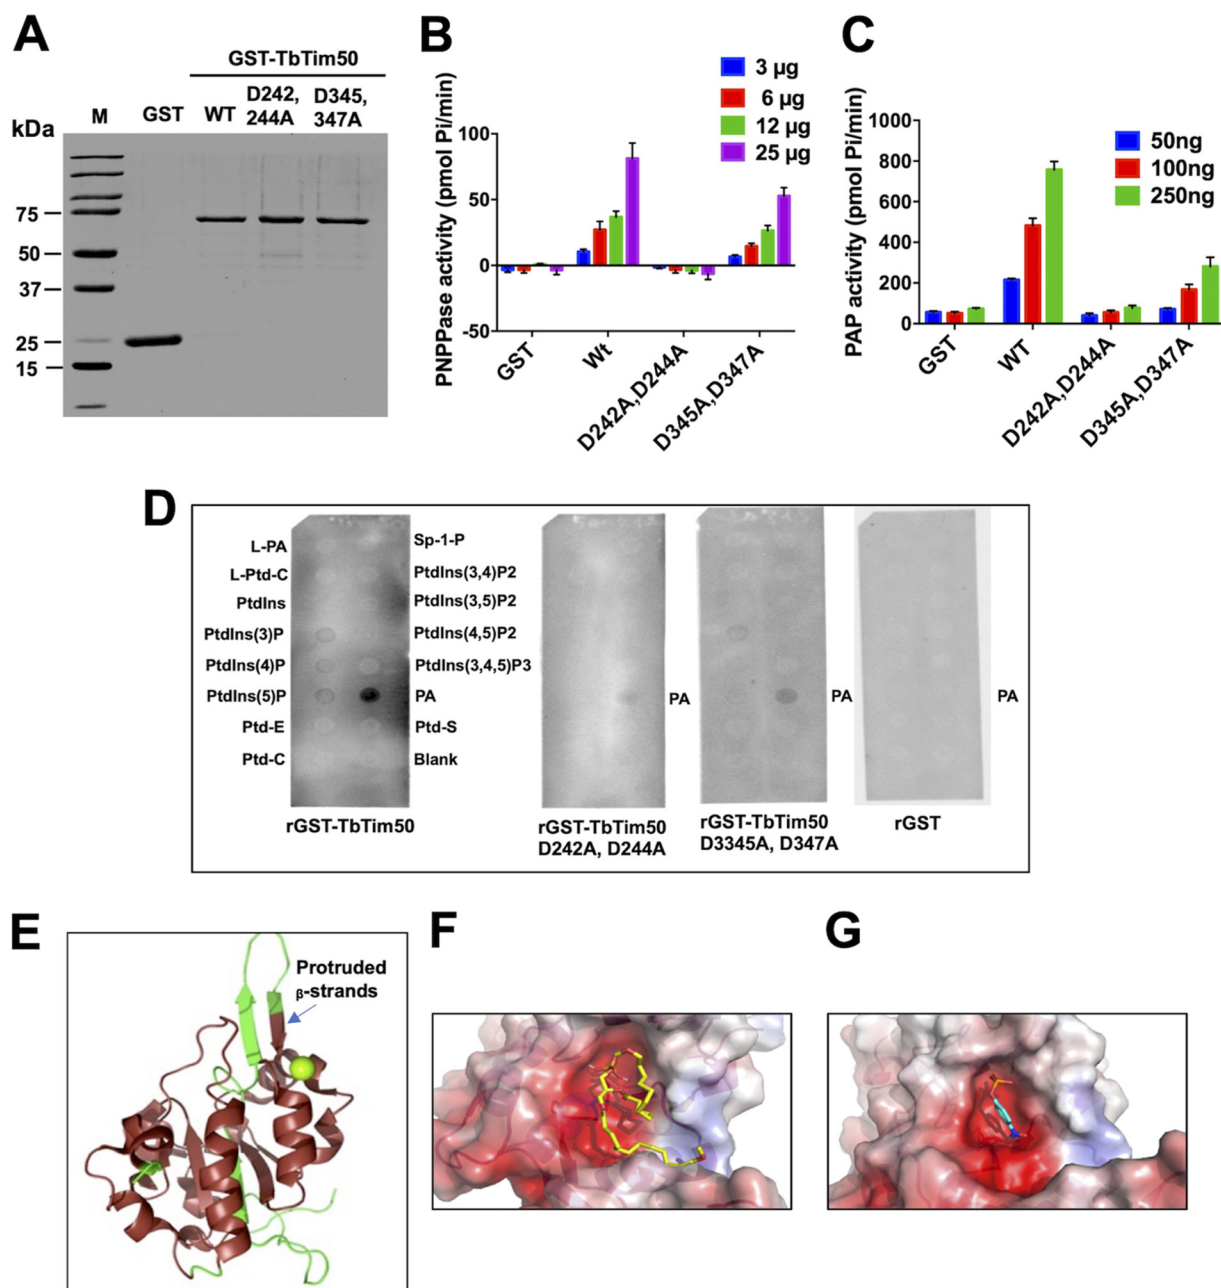 A
GST-TbTim50
kDa
M
GST
WT
D242,
244A
D345,
347A
75
50
37
25
15
B
PNPPase activity (pmol Pi/min)
3 µg
6 µg
12 µg
25 µg
100
50
0
-50
GST
Wt
D242A,D244A
D345A,D347A
C
PAP activity (pmol Pi/min)
50ng
100ng
250ng
1000
800
600
400
200
0
GST
WT
D242A,D244A
D345A,D347A
D
L-PA
L-Ptd-C
PtdIns
PtdIns(3)P
PtdIns(4)P
PtdIns(5)P
Ptd-E
Ptd-C
Sp-1-P
PtdIns(3,4)P2
PtdIns(3,5)P2
PtdIns(4,5)P2
PtdIns(3,4,5)P3
PA
Ptd-S
Blank
PA
PA
PA
rGST-TbTim50
rGST-TbTim50
D242A, D244A
rGST-TbTim50
D3345A, D347A
rGST
E
Protruded
β-strands
F
G